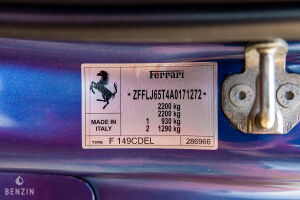 Ferrari
*ZFFLJ65T4A0171272*
2200 kg
2200 kg
1 930 kg
2 1290 kg
MADE IN
ITALY
TYPE F 149CDEL 286966
BENZIN